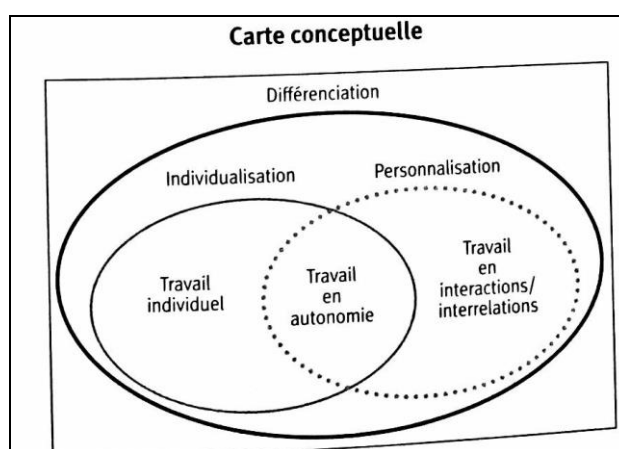 Carte conceptuelle
Différenciation
Individualisation
Personnalisation
Travail
individuel
Travail
en
autonomie
Travail
en
interactions/
interrelations